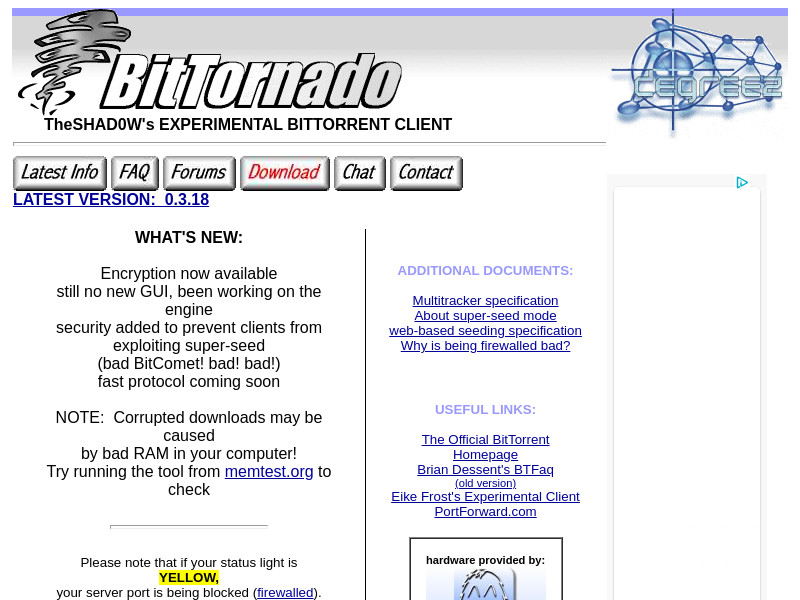 BitTornado
degreez
TheSHAD0W's EXPERIMENTAL BITTORRENT CLIENT
Latest Info FAQ Forums Download Chat Contact
LATEST VERSION:  0.3.18
WHAT'S NEW:
Encryption now available
still no new GUI, been working on the
engine
security added to prevent clients from
exploiting super-seed
(bad BitComet! bad! bad!)
fast protocol coming soon
NOTE:  Corrupted downloads may be
caused
by bad RAM in your computer!
Try running the tool from memtest.org to
check
Please note that if your status light is
YELLOW,
your server port is being blocked (firewalled).
ADDITIONAL DOCUMENTS:
Multitracker specification
About super-seed mode
web-based seeding specification
Why is being firewalled bad?
USEFUL LINKS:
The Official BitTorrent
Homepage
Brian Dessent's BTFaq
(old version)
Eike Frost's Experimental Client
PortForward.com
hardware provided by: